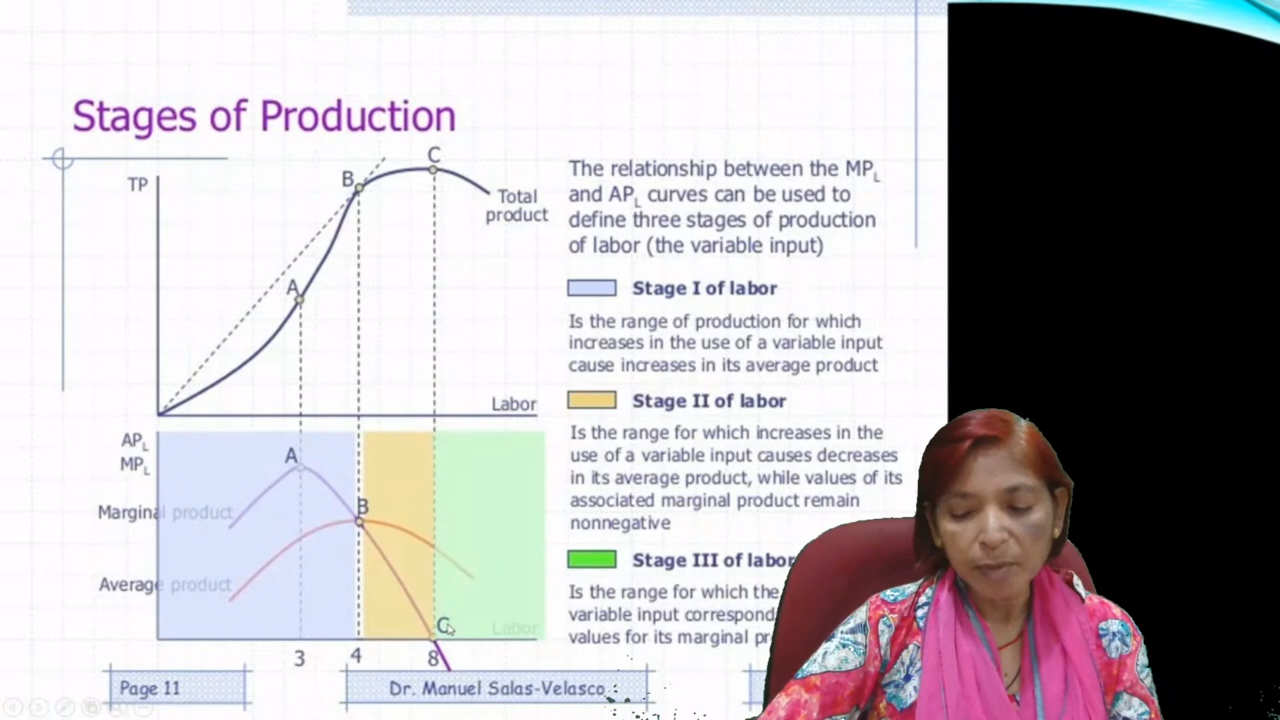 Stages of Production
TP
A
B
C
Total
product
Labor
The relationship between the MPL
and APL curves can be used to
define three stages of production
of labor (the variable input)
Stage I of labor
Is the range of production for which
increases in the use of a variable input
cause increases in its average product
Stage II of labor
Is the range for which increases in the
use of a variable input causes decreases
in its average product, while values of its
associated marginal product remain
nonnegative
Stage III of labor
Is the range for which the
variable input correspond
values for its marginal pr
APL
MPL
Marginal product
Average product
A
B
C
Labor
3 4 8
Page 11
Dr. Manuel Salas-Velasco